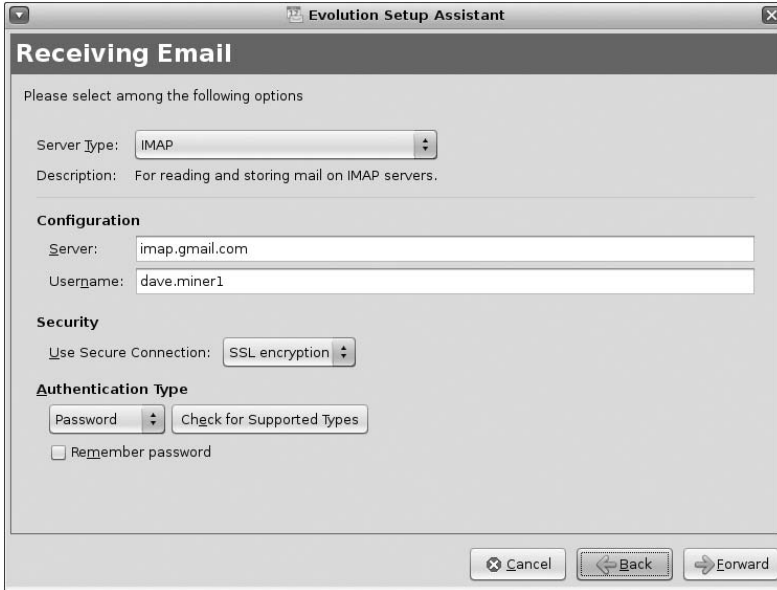 Evolution Setup Assistant
Receiving Email
Please select among the following options
Server Type: IMAP
Description: For reading and storing mail on IMAP servers.
Configuration
Server: imap.gmail.com
Username: dave.miner1
Security
Use Secure Connection: SSL encryption
Authentication Type
Password Check for Supported Types
Remember password
Cancel Back Forward